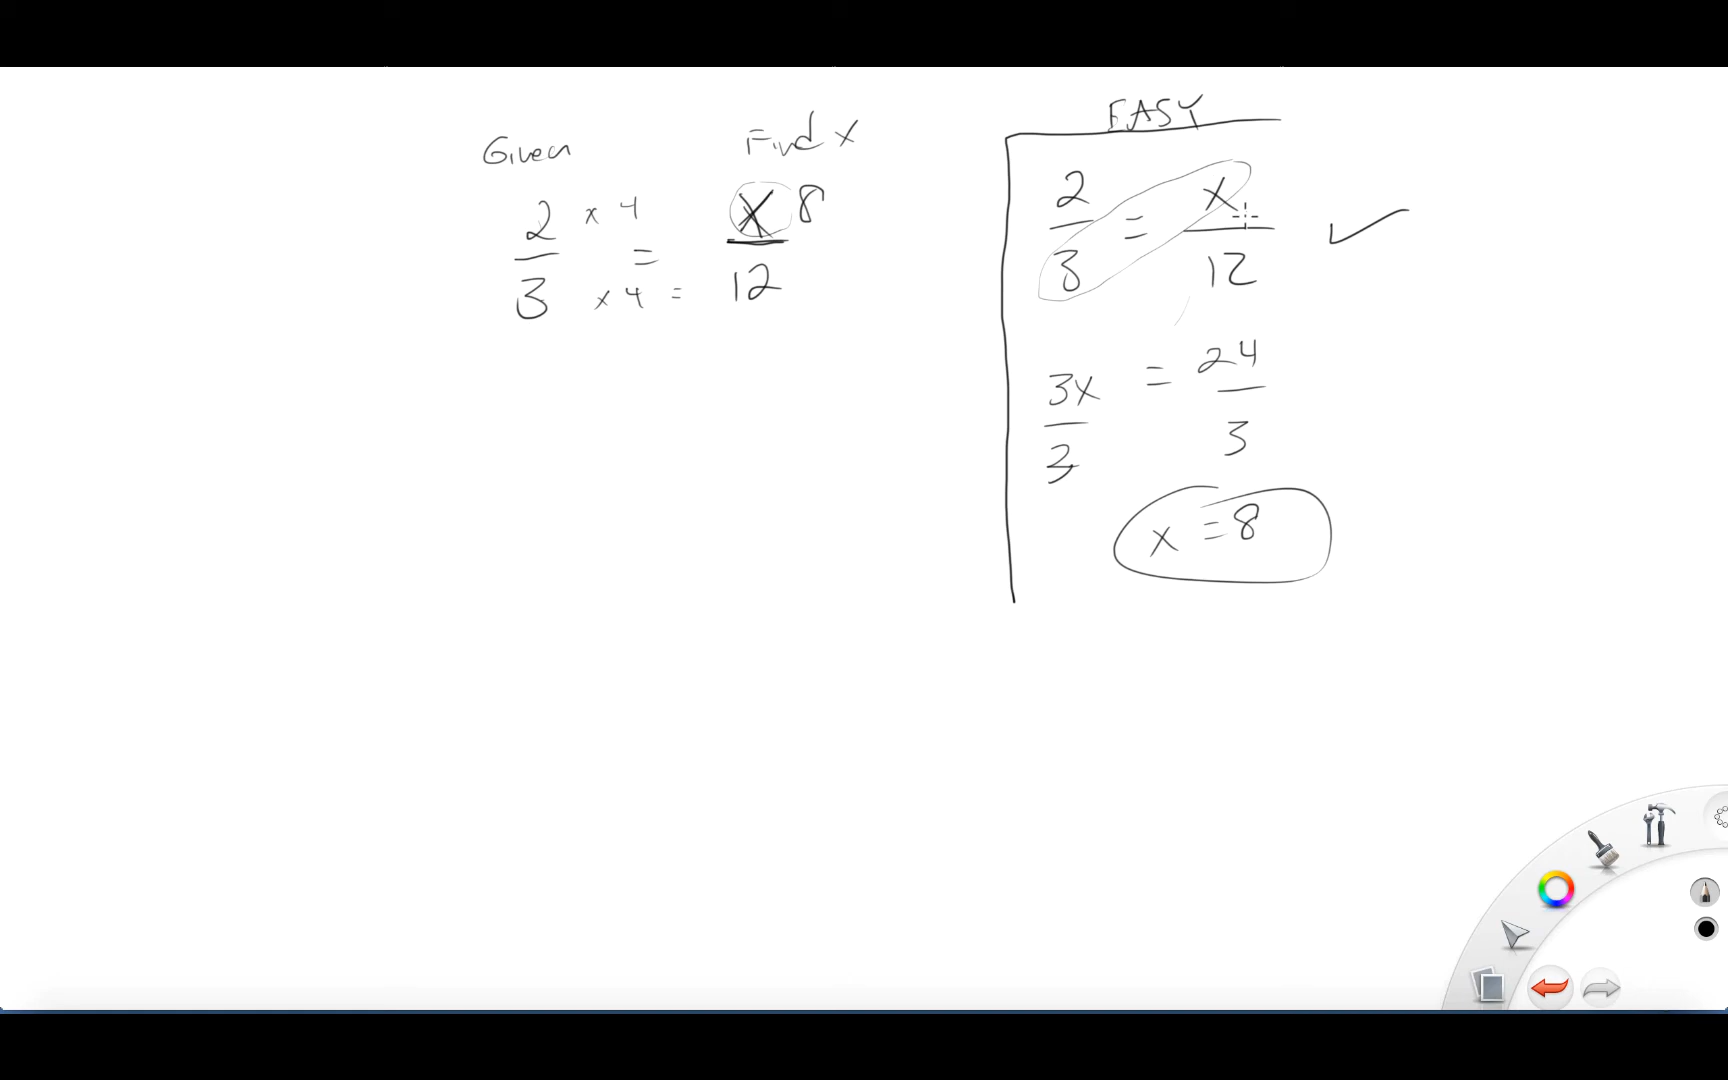 Given Find x
2 x 4 = x 8
3 x 4 = 12
EASY
2/3 = x/12
3x/3 = 24/3
x = 8